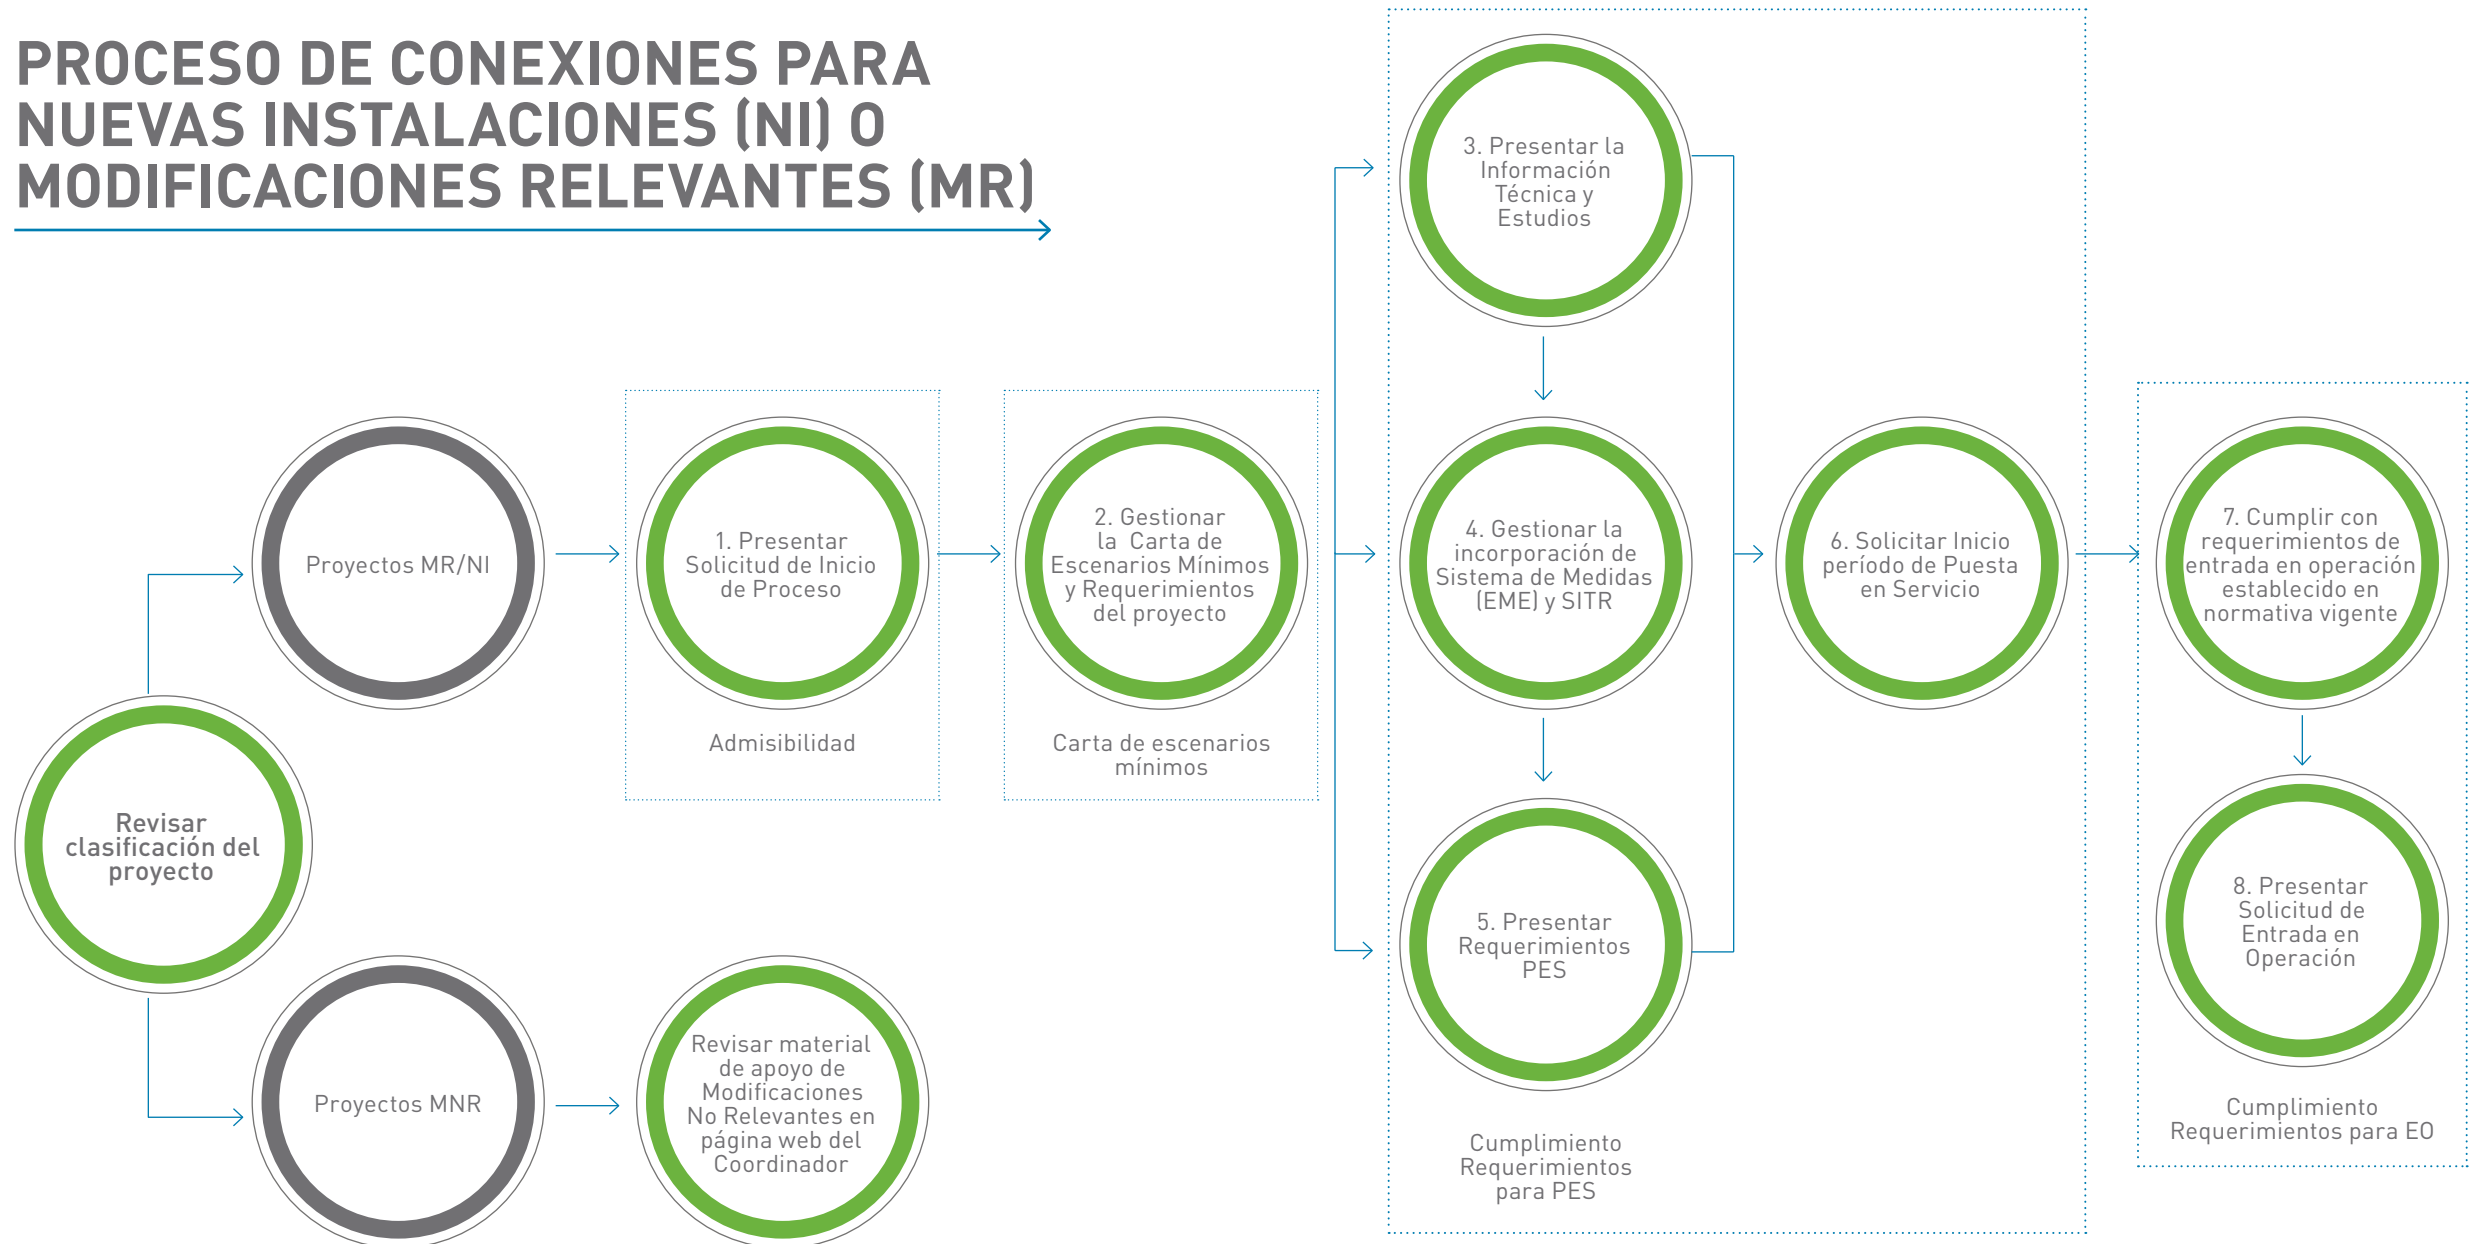 PROCESO DE CONEXIONES PARA
NUEVAS INSTALACIONES (NI) O
MODIFICACIONES RELEVANTES (MR)
Revisar
clasificación del
proyecto
Proyectos MR/NI
1. Presentar
Solicitud de Inicio
de Proceso
Admisibilidad
2. Gestionar
la Carta de
Escenarios Mínimos
y Requerimientos
del proyecto
Carta de escenarios
mínimos
3. Presentar la
Información
Técnica y
Estudios
4. Gestionar la
incorporación de
Sistema de Medidas
(EME) y SITR
5. Presentar
Requerimientos
PES
Cumplimiento
Requerimientos
para PES
6. Solicitar Inicio
período de Puesta
en Servicio
7. Cumplir con
requerimientos de
entrada en operación
establecido en
normativa vigente
8. Presentar
Solicitud de
Entrada en
Operación
Cumplimiento
Requerimientos para EO
Proyectos MNR
Revisar material
de apoyo de
Modificaciones
No Relevantes en
página web del
Coordinador